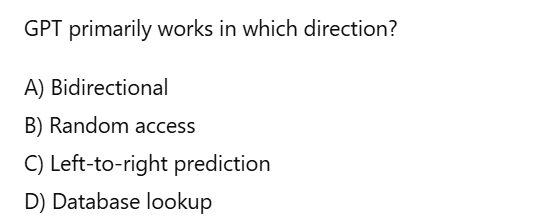 GPT primarily works in which direction?
A) Bidirectional
B) Random access
C) Left-to-right prediction
D) Database lookup